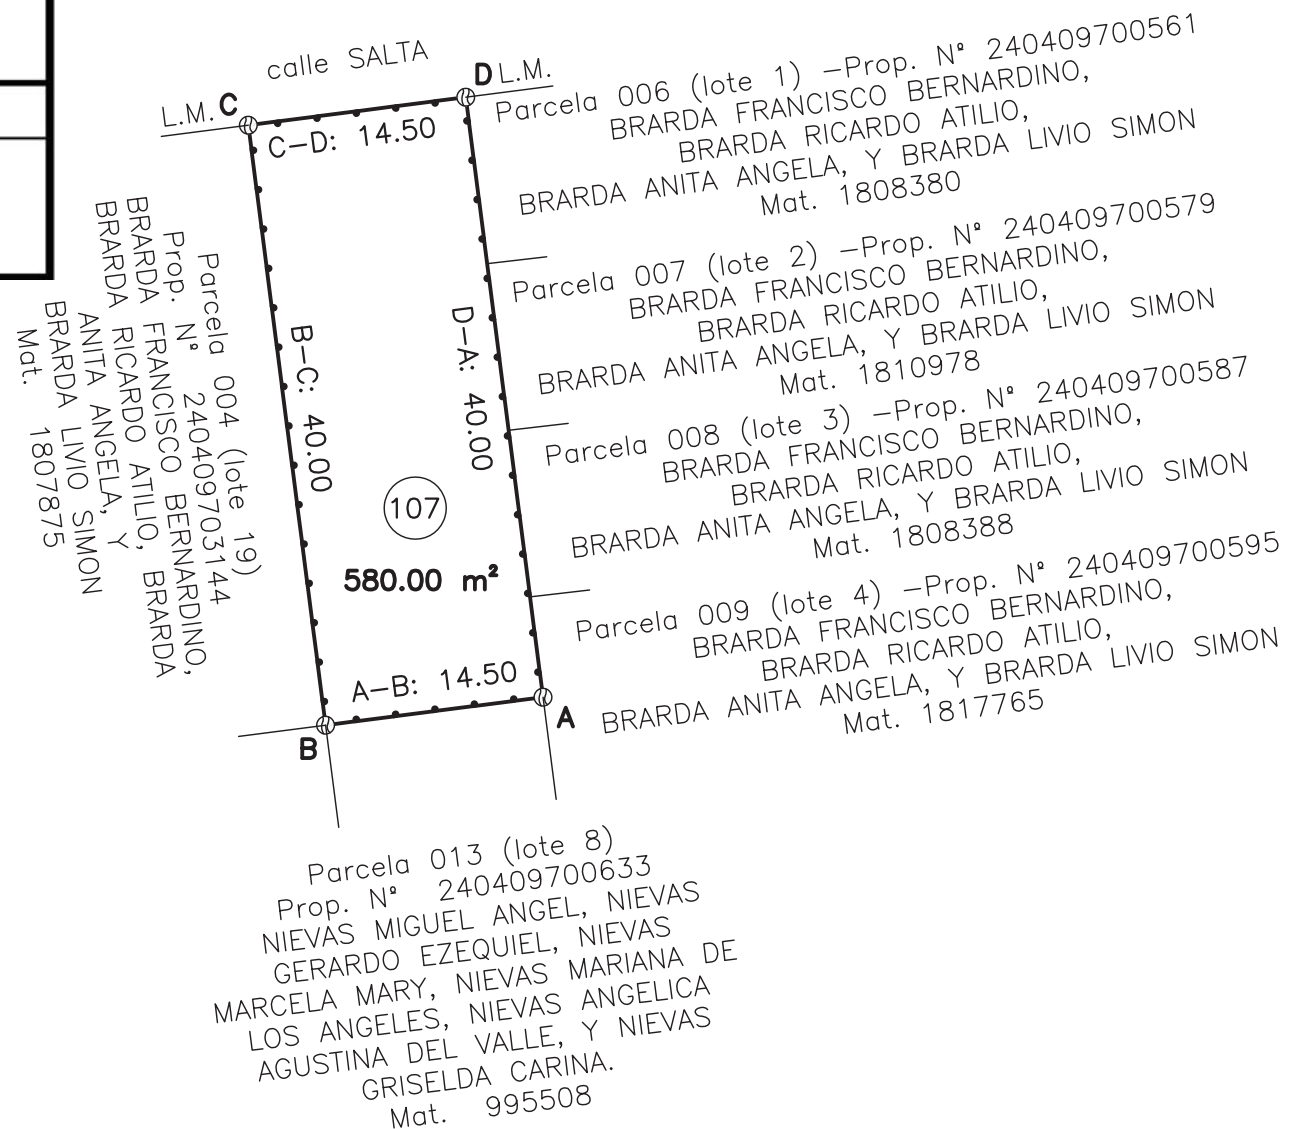 calle SALTA
L.M. C
D L.M.
C-D: 14.50
Parcela 006 (lote 1) -Prop. Nº 240409700561
BRARDA FRANCISCO BERNARDINO,
BRARDA RICARDO ATILIO,
BRARDA ANITA ANGELA, Y BRARDA LIVIO SIMON
Mat. 1808380
Parcela 007 (lote 2) -Prop. Nº 240409700579
BRARDA FRANCISCO BERNARDINO,
BRARDA RICARDO ATILIO,
BRARDA ANITA ANGELA, Y BRARDA LIVIO SIMON
Mat. 1810978
Parcela 008 (lote 3) -Prop. Nº 240409700587
BRARDA FRANCISCO BERNARDINO,
BRARDA RICARDO ATILIO,
BRARDA ANITA ANGELA, Y BRARDA LIVIO SIMON
Mat. 1808388
Parcela 009 (lote 4) -Prop. Nº 240409700595
BRARDA FRANCISCO BERNARDINO,
BRARDA RICARDO ATILIO,
BRARDA ANITA ANGELA, Y BRARDA LIVIO SIMON
Mat. 1817765
Parcela 004 (lote 19)
Prop. Nº 240409703144
BRARDA FRANCISCO BERNARDINO,
BRARDA RICARDO ATILIO, BRARDA
ANITA ANGELA, Y
BRARDA LIVIO SIMON
Mat. 1807875
B-C: 40.00
D-A: 40.00
107
580.00 m²
A-B: 14.50
A
B
Parcela 013 (lote 8)
Prop. Nº 240409700633
NIEVAS MIGUEL ANGEL, NIEVAS
GERARDO EZEQUIEL, NIEVAS
MARCELA MARY, NIEVAS MARIANA DE
LOS ANGELES, NIEVAS ANGELICA
AGUSTINA DEL VALLE, Y NIEVAS
GRISELDA CARINA.
Mat. 995508